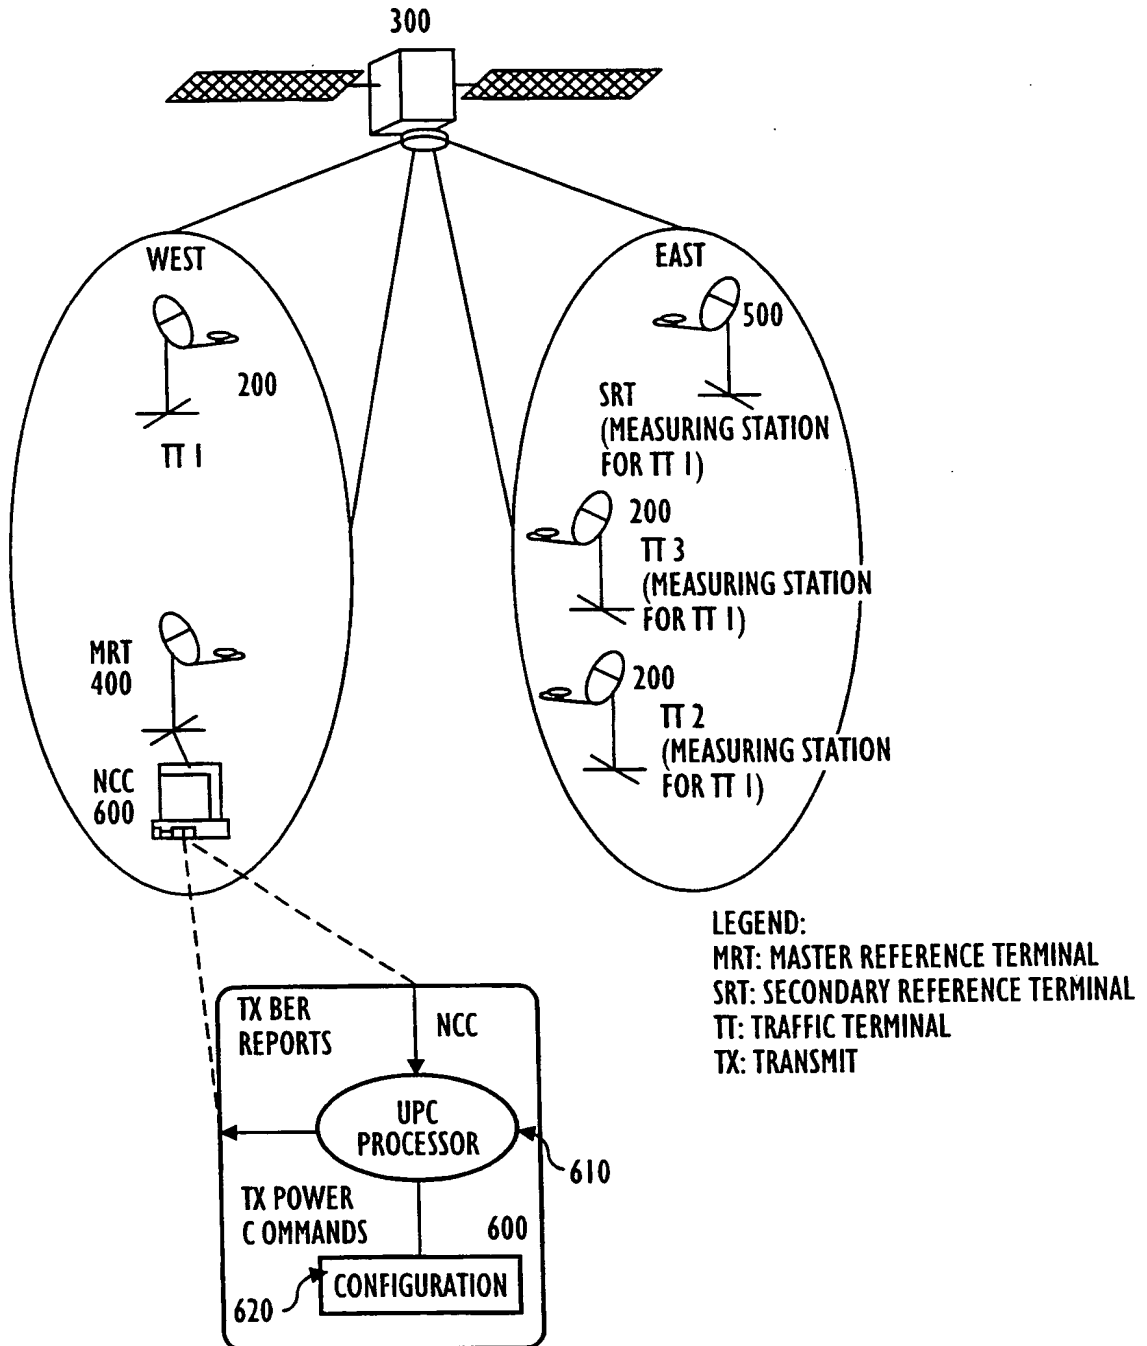 300
WEST
200
TT 1
MRT
400
NCC
600
EAST
500
SRT
(MEASURING STATION
FOR TT 1)
200
TT 3
(MEASURING STATION
FOR TT 1)
200
TT 2
(MEASURING STATION
FOR TT 1)
LEGEND:
MRT: MASTER REFERENCE TERMINAL
SRT: SECONDARY REFERENCE TERMINAL
TT: TRAFFIC TERMINAL
TX: TRANSMIT
TX BER
REPORTS
NCC
UPC
PROCESSOR
610
TX POWER
C OMMANDS
600
CONFIGURATION
620